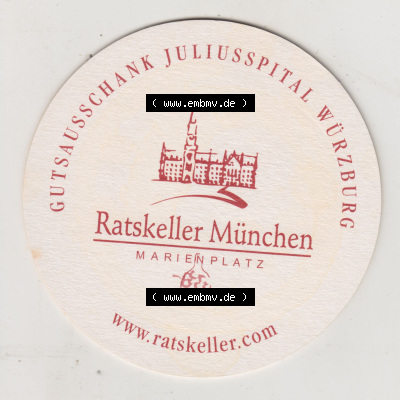 GUTSAUSSCHANK JULIUSSPITAL WÜRZBURG
( www.embmv.de )
Ratskeller München
MARIENPLATZ
( www.embmv.de )
www.ratskeller.com